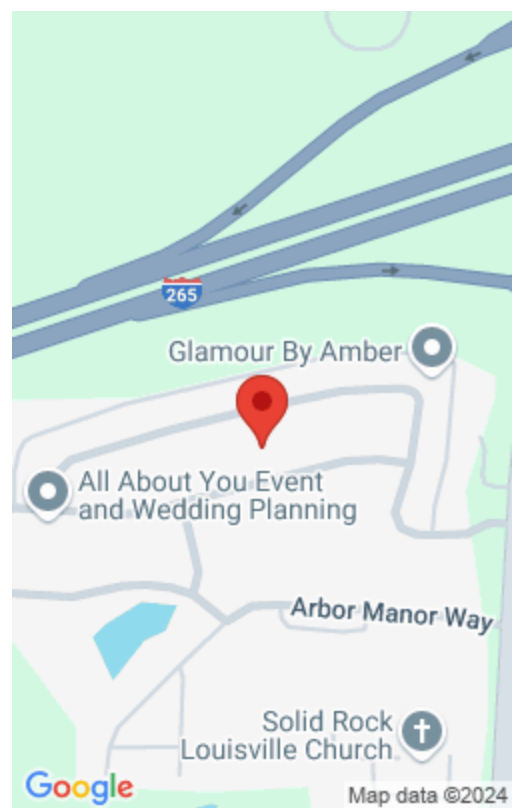 265
Glamour By Amber
All About You Event
and Wedding Planning
Arbor Manor Way
Solid Rock
Louisville Church
Google
Map data ©2024